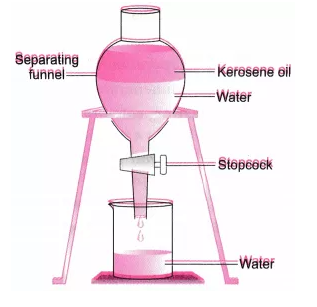 Separating
funnel
Kerosene oil
Water
Stopcock
Water